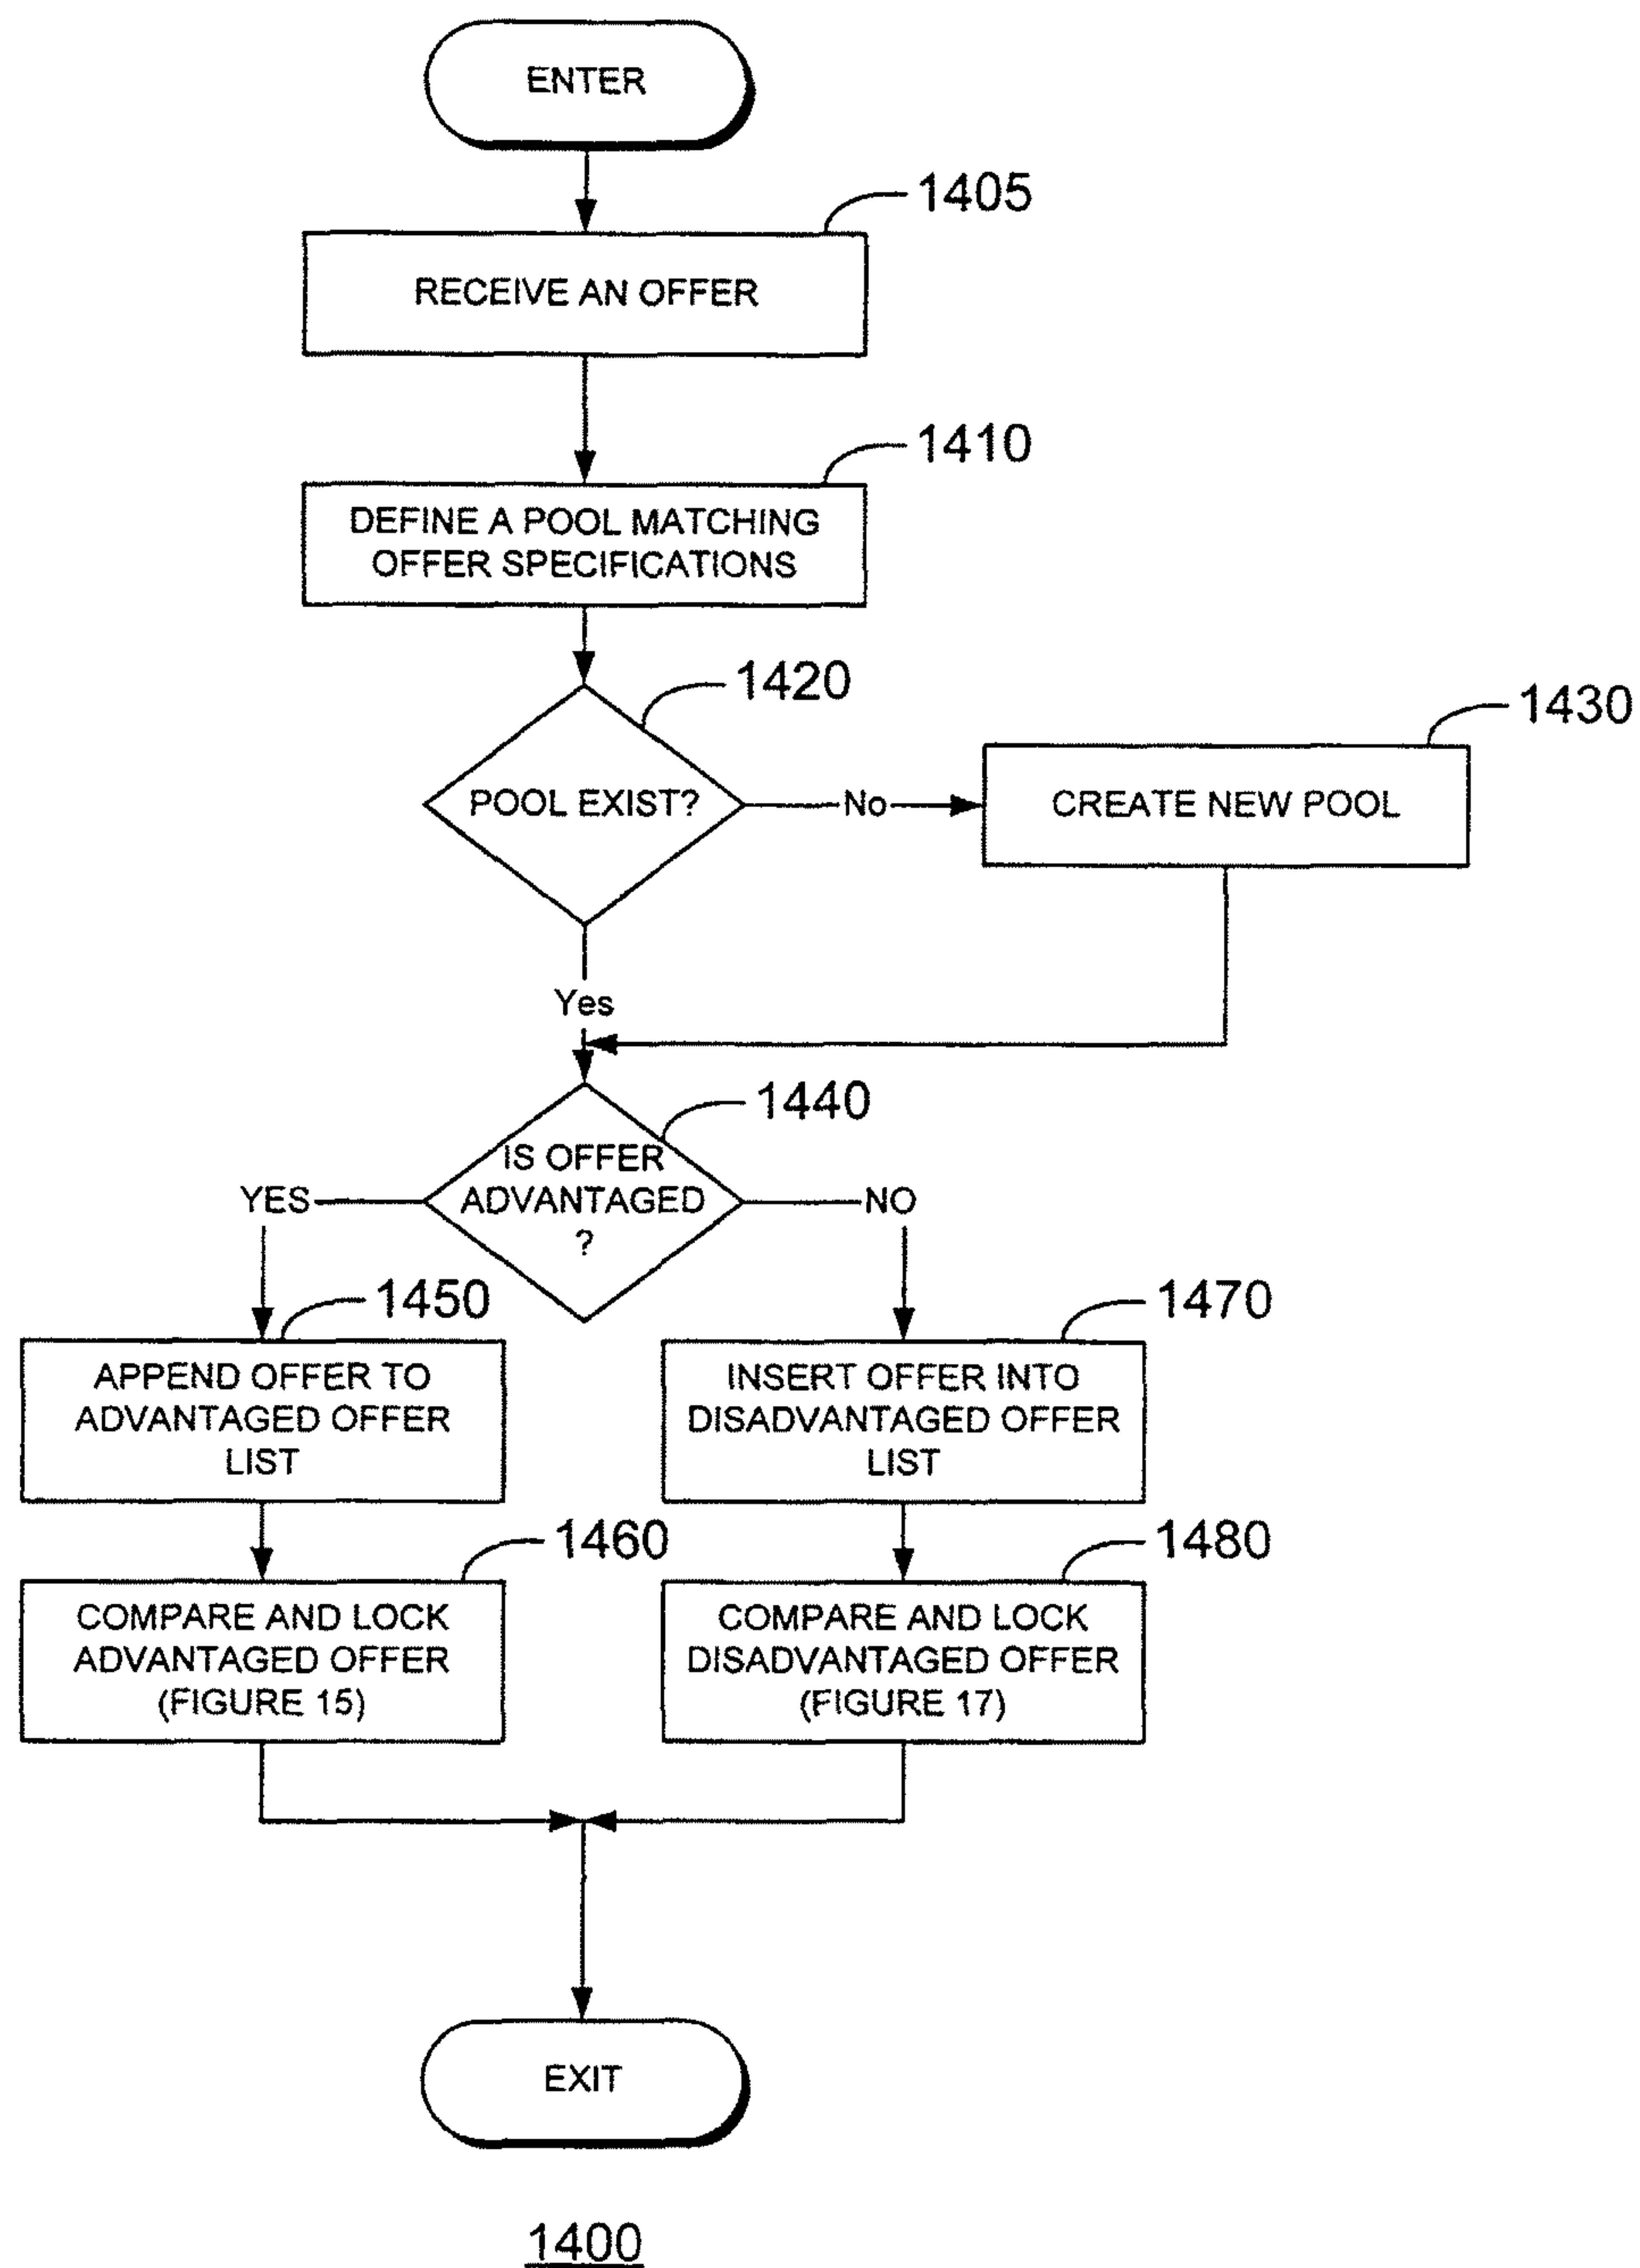 ENTER
1405
RECEIVE AN OFFER
1410
DEFINE A POOL MATCHING
OFFER SPECIFICATIONS
1420
1430
POOL EXIST?
No
CREATE NEW POOL
Yes
1440
IS OFFER
ADVANTAGED
?
YES
NO
1450
1470
APPEND OFFER TO
ADVANTAGED OFFER
LIST
INSERT OFFER INTO
DISADVANTAGED OFFER
LIST
1460
1480
COMPARE AND LOCK
ADVANTAGED OFFER
(FIGURE 15)
COMPARE AND LOCK
DISADVANTAGED OFFER
(FIGURE 17)
EXIT
1400